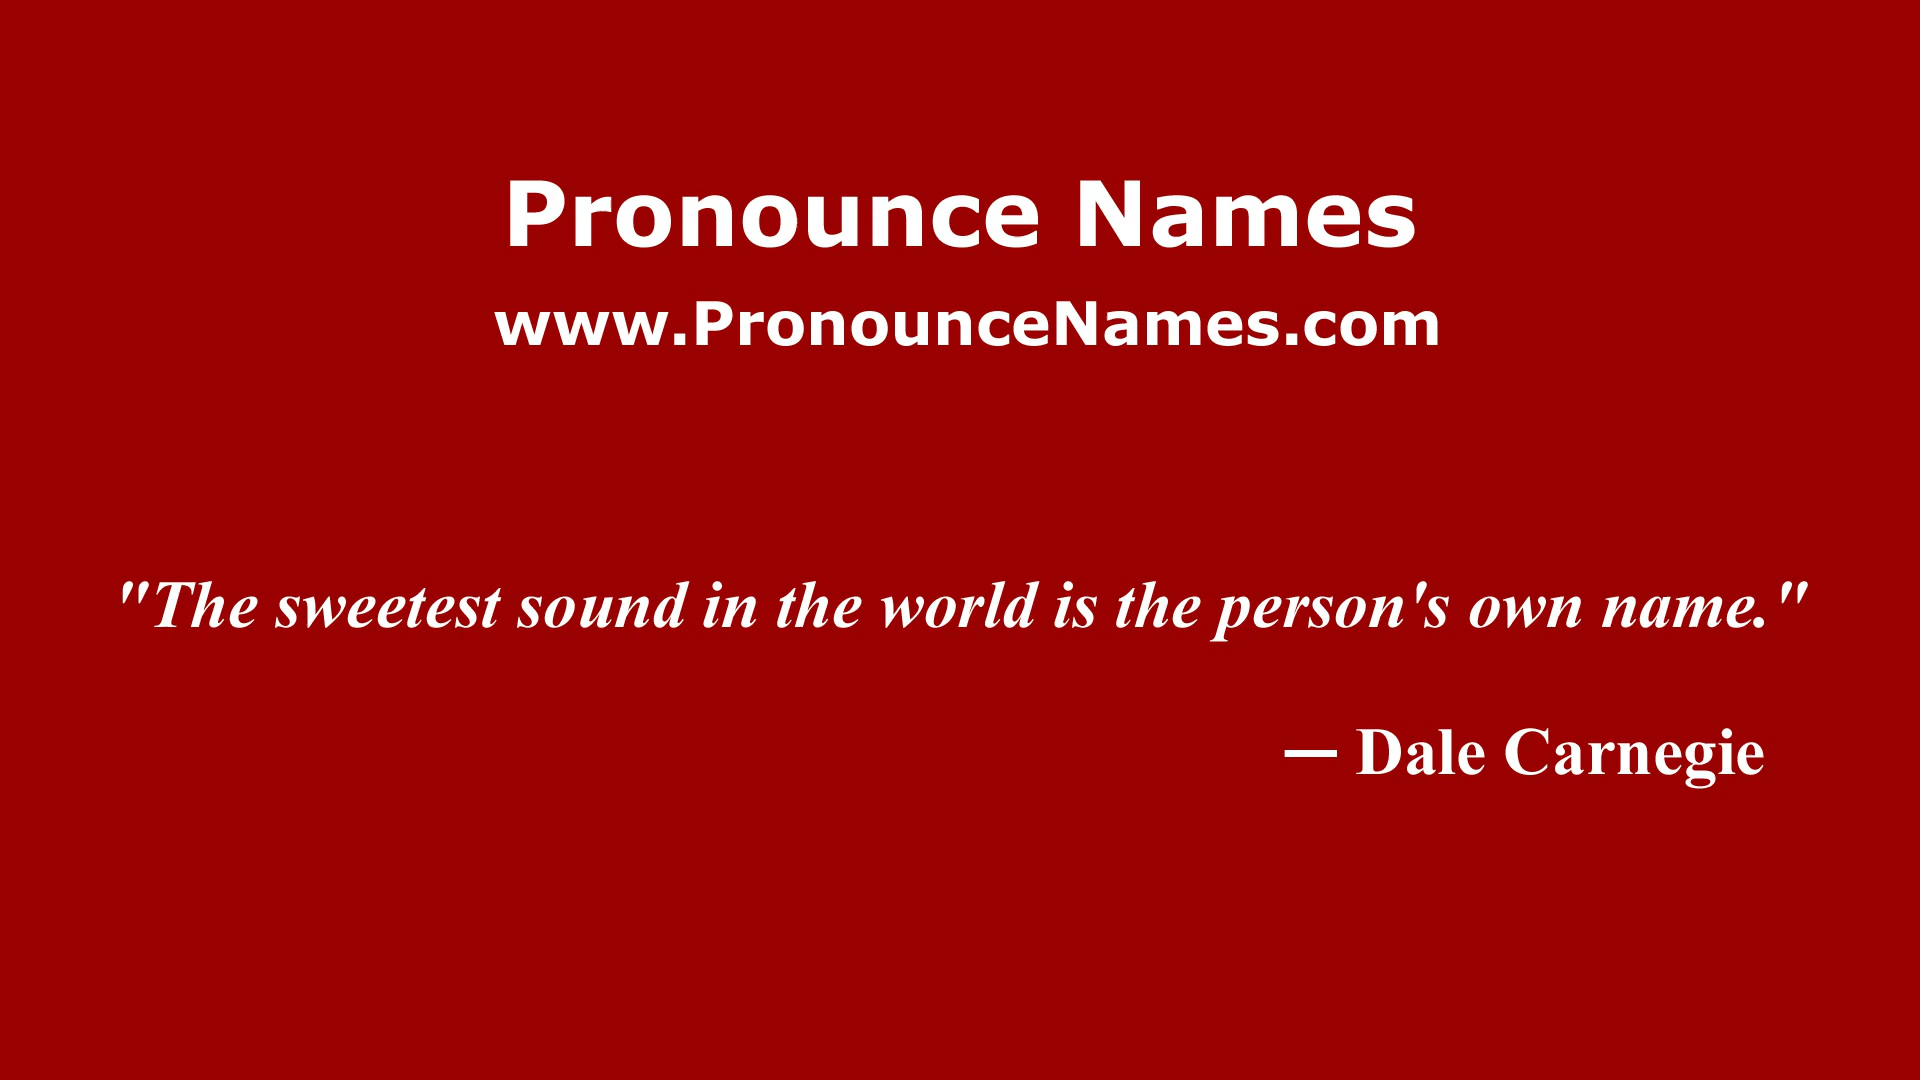 Pronounce Names
www.PronounceNames.com
"The sweetest sound in the world is the person's own name."
— Dale Carnegie